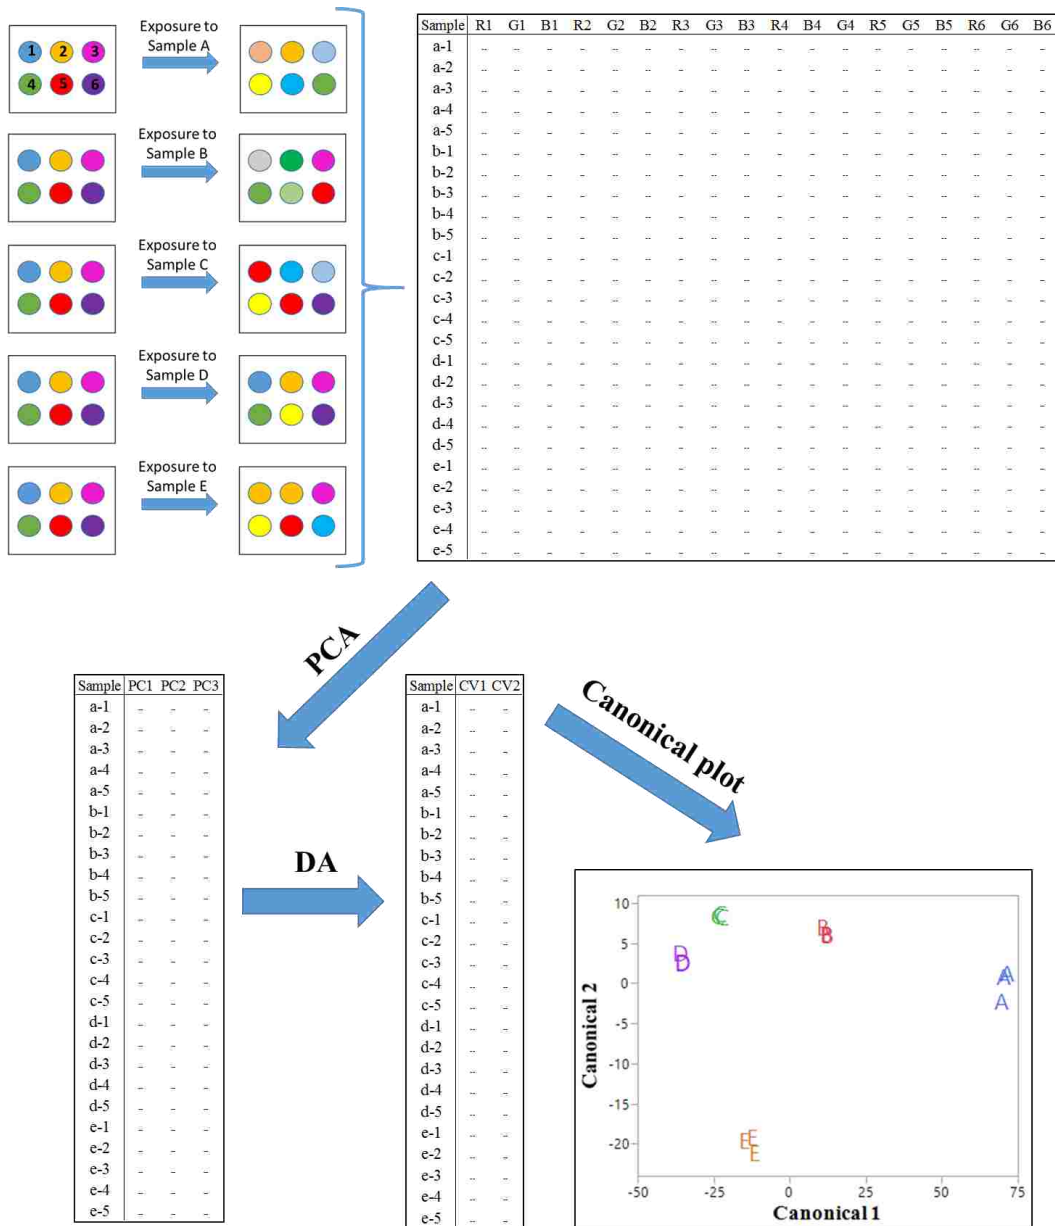 1 2 3
4 5 6
Exposure to
Sample A
Exposure to
Sample B
Exposure to
Sample C
Exposure to
Sample D
Exposure to
Sample E
Sample R1 G1 B1 R2 G2 B2 R3 G3 B3 R4 B4 G4 R5 G5 B5 R6 G6 B6
a-1
a-2
a-3
a-4
a-5
b-1
b-2
b-3
b-4
b-5
c-1
c-2
c-3
c-4
c-5
d-1
d-2
d-3
d-4
d-5
e-1
e-2
e-3
e-4
e-5
PCA
Sample PC1 PC2 PC3
a-1
a-2
a-3
a-4
a-5
b-1
b-2
b-3
b-4
b-5
c-1
c-2
c-3
c-4
c-5
d-1
d-2
d-3
d-4
d-5
e-1
e-2
e-3
e-4
e-5
DA
Sample CV1 CV2
a-1
a-2
a-3
a-4
a-5
b-1
b-2
b-3
b-4
b-5
c-1
c-2
c-3
c-4
c-5
d-1
d-2
d-3
d-4
d-5
e-1
e-2
e-3
e-4
e-5
Canonical plot
Canonical 2
10
5
0
-5
-10
-15
-20
C C
B
B
D
D
A A
A
E E
E
-50 -25 0 25 50 75
Canonical 1